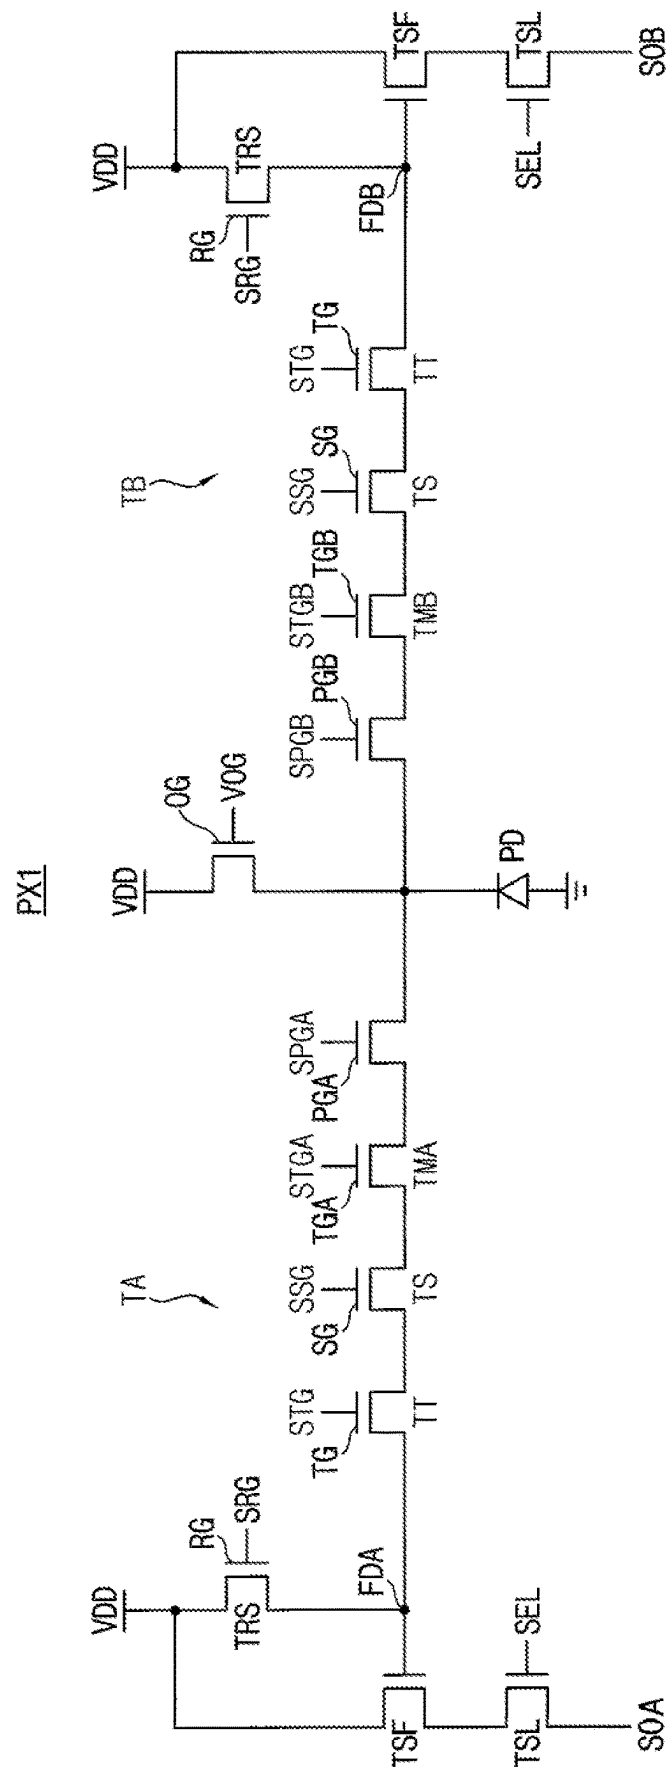 PX1
VDD
TRS
RG
SRG
TSF
TSL
SEL
SOA
FDA
TA
STG
TG
TT
SSG
SG
TS
STGA
TGA
TMA
SPGA
PGA
VDD
OG
VOG
PD
SPGB
PGB
STGB
TGB
TMB
TB
SSG
SG
TS
STG
TG
TT
FDB
VDD
TRS
RG
SRG
TSF
TSL
SEL
SOB